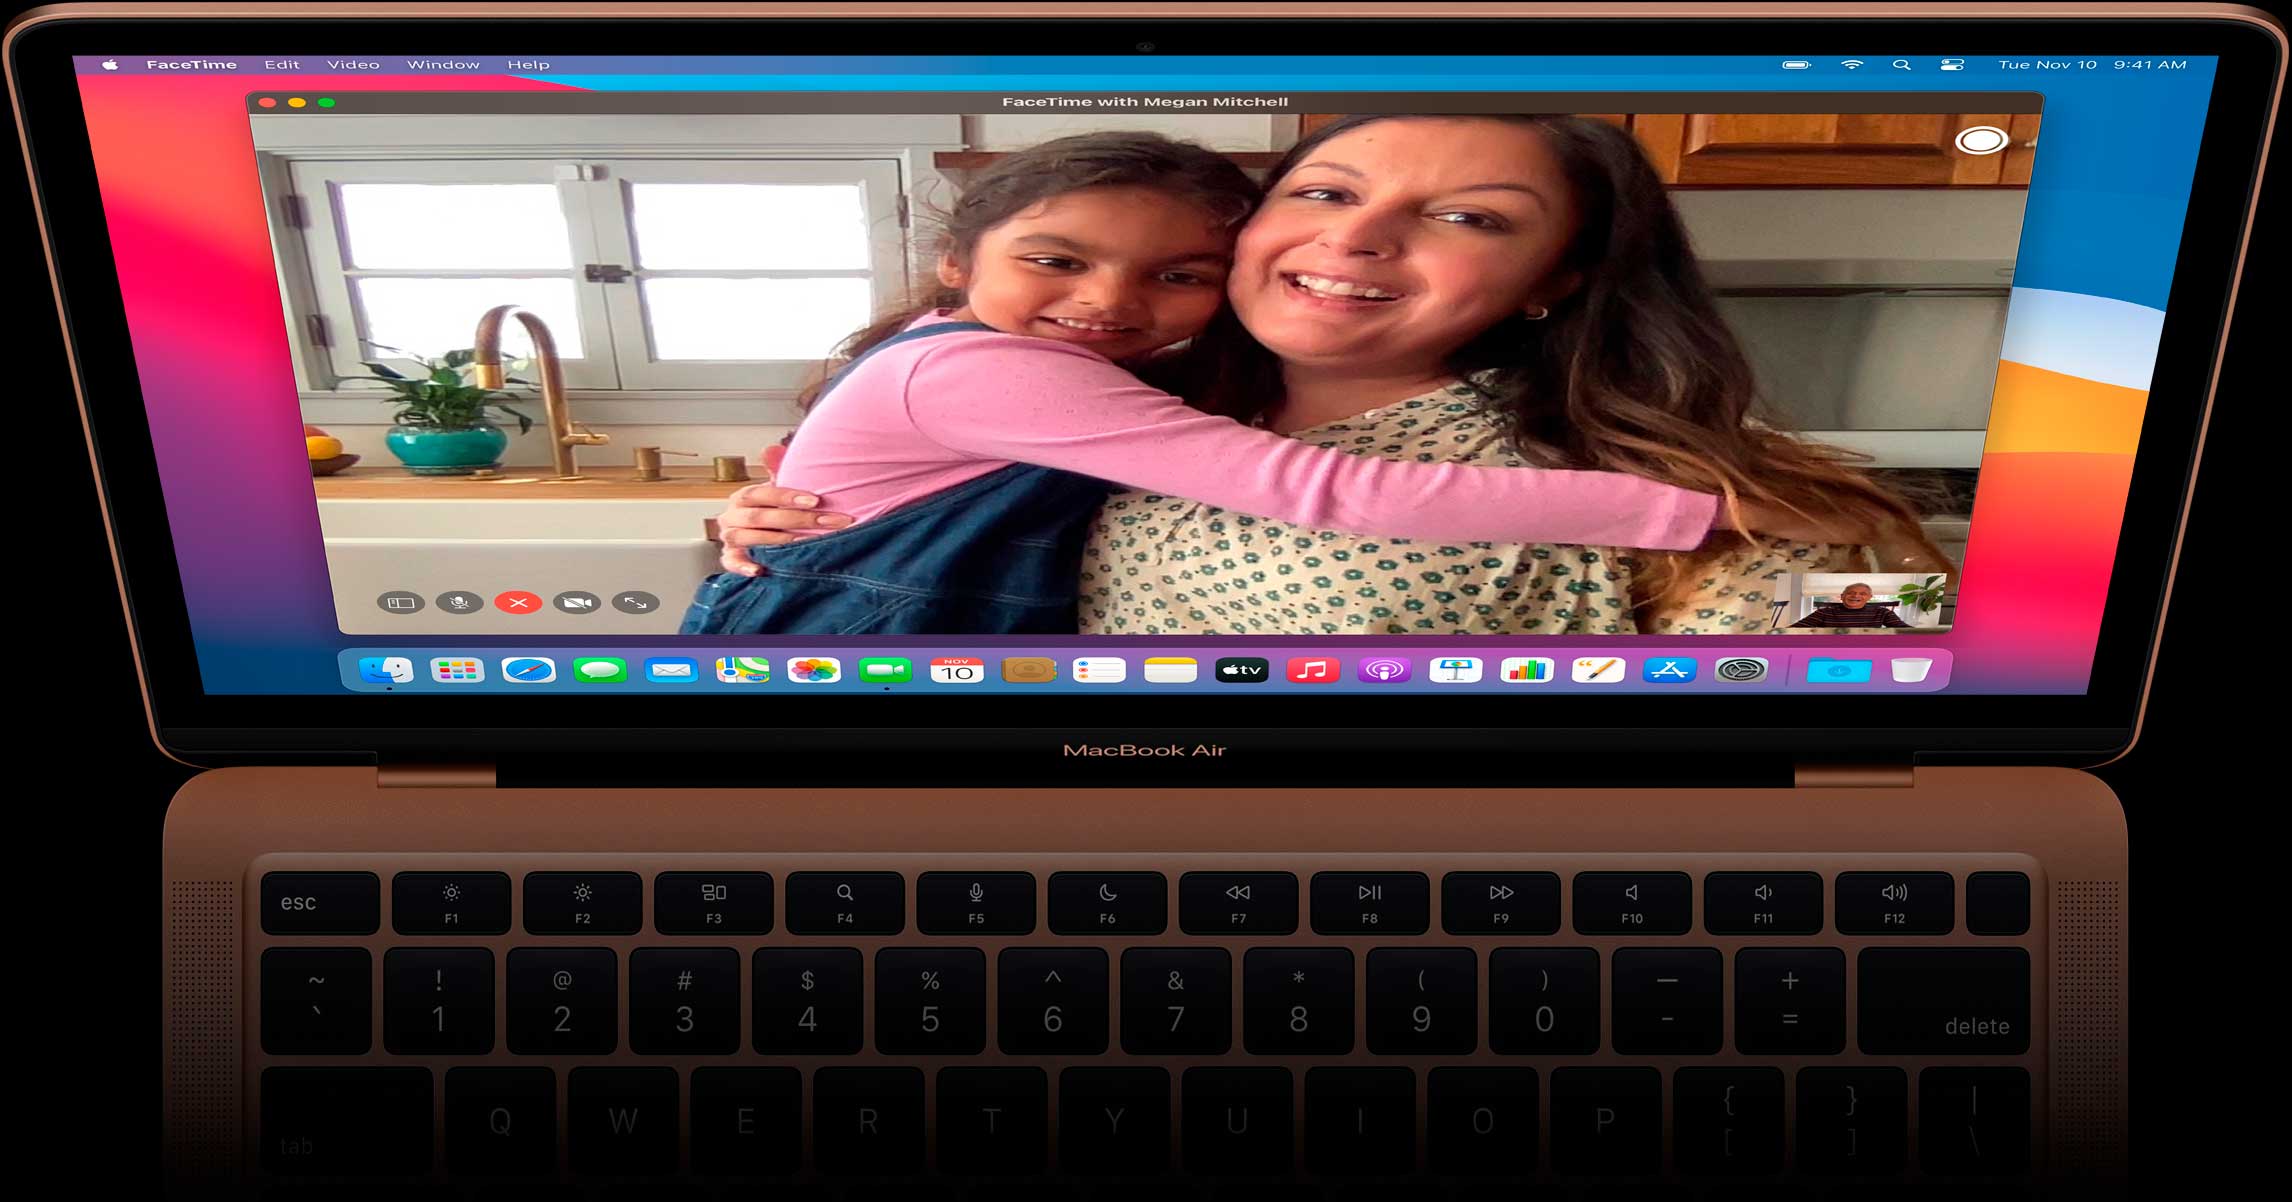 FaceTime Edit Video Window Help Tue Nov 10 9:41 AM
FaceTime with Megan Mitchell
NOV
10
tv
MacBook Air
esc F1 F2 F3 F4 F5 F6 F7 F8 F9 F10 F11 F12
~ ! @ # $ % ^ & * ( ) — +
` 1 2 3 4 5 6 7 8 9 0 - = delete
{ } |
tab Q W E R T Y U I O P [ ] \